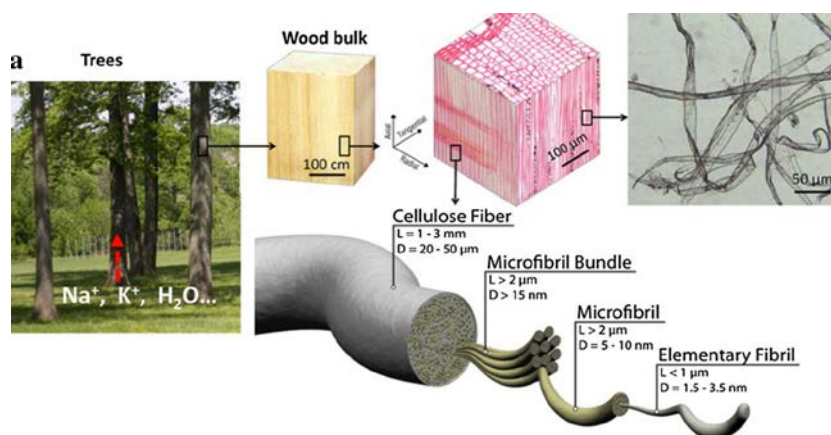 a
Trees
Wood bulk
100 cm
Axial
Tangential
Radial
100 µm
50 µm
Na⁺, K⁺, H₂O...
Cellulose Fiber
L = 1 - 3 mm
D = 20 - 50 µm
Microfibril Bundle
L > 2 µm
D > 15 nm
Microfibril
L > 2 µm
D = 5 - 10 nm
Elementary Fibril
L < 1 µm
D = 1.5 - 3.5 nm